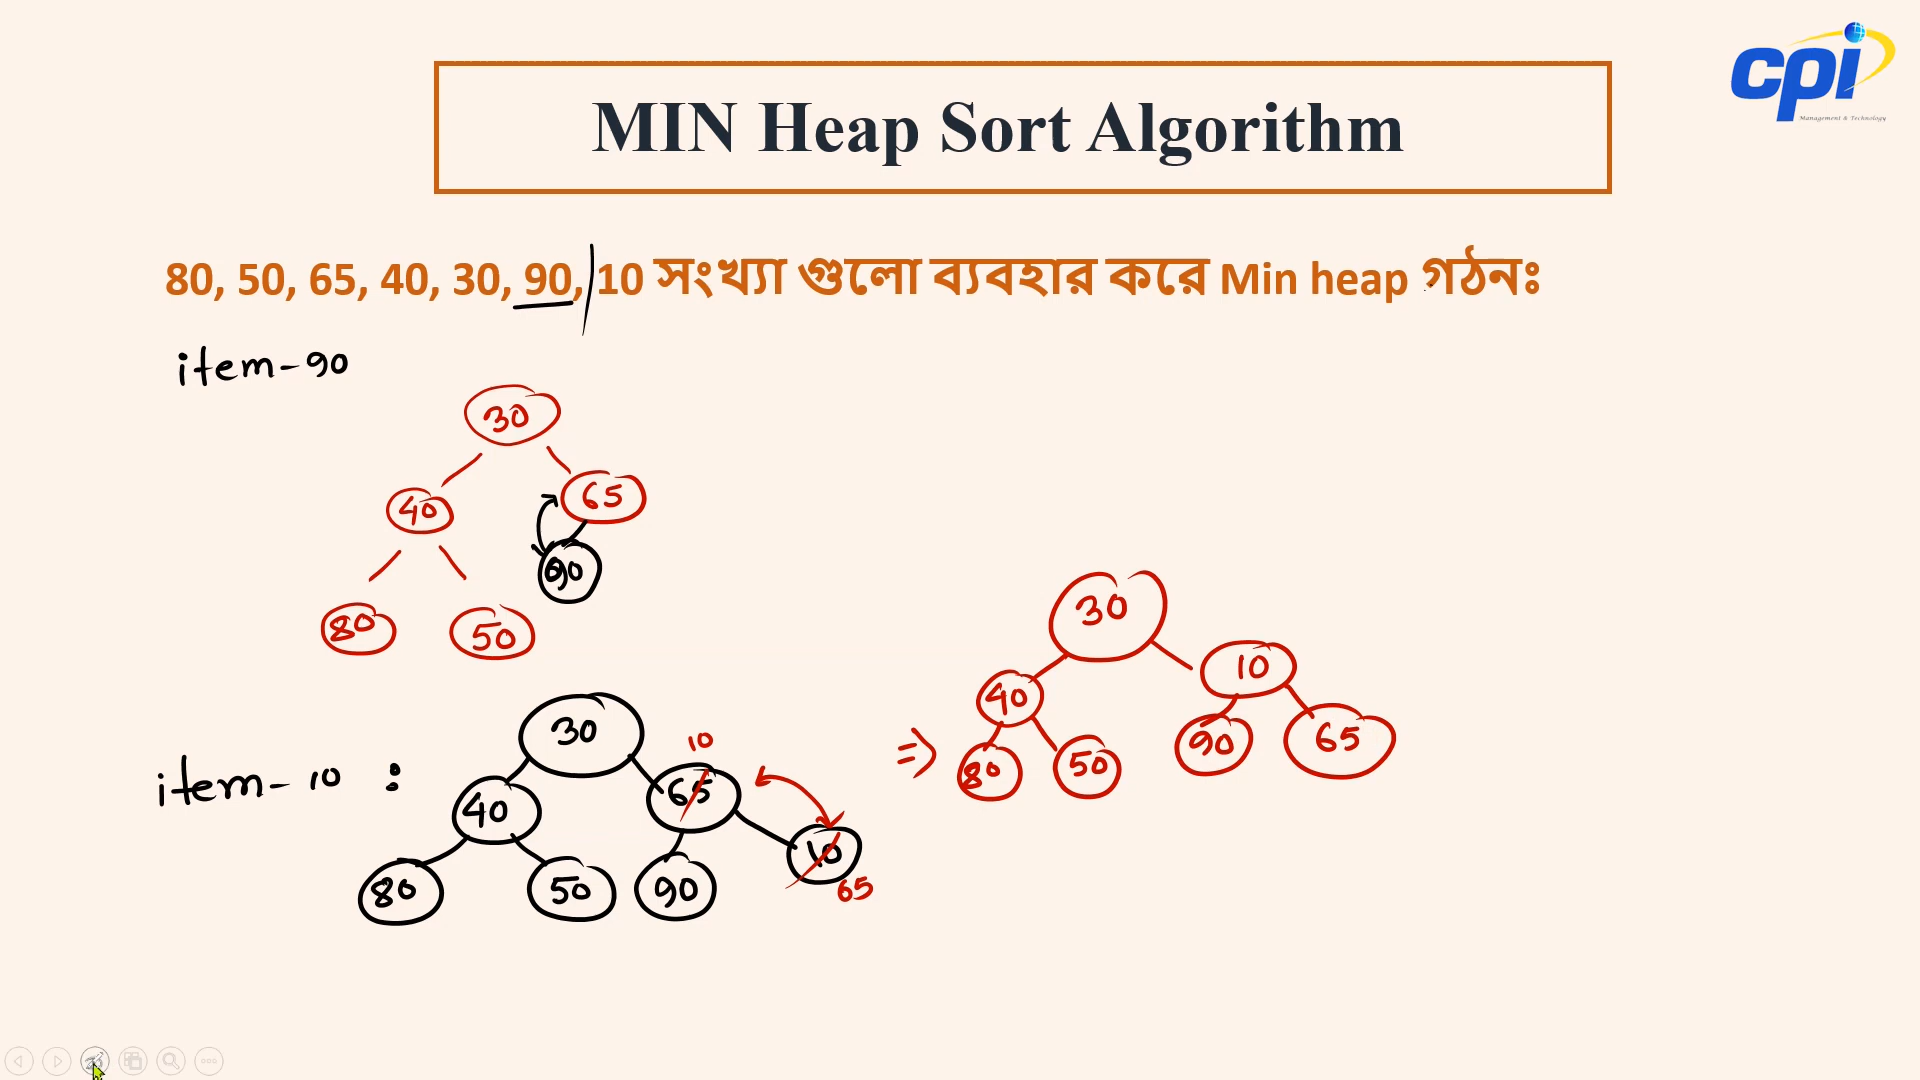 cpi
Management & Technology
MIN Heap Sort Algorithm
80, 50, 65, 40, 30, 90, 10 সংখ্যা গুলো ব্যবহার করে Min heap গঠনঃ
item-90
30
40 65
90
80 50
item-10 :
30
10
40 65
10
65
80 50 90
=>
30
40 10
80 50 90 65